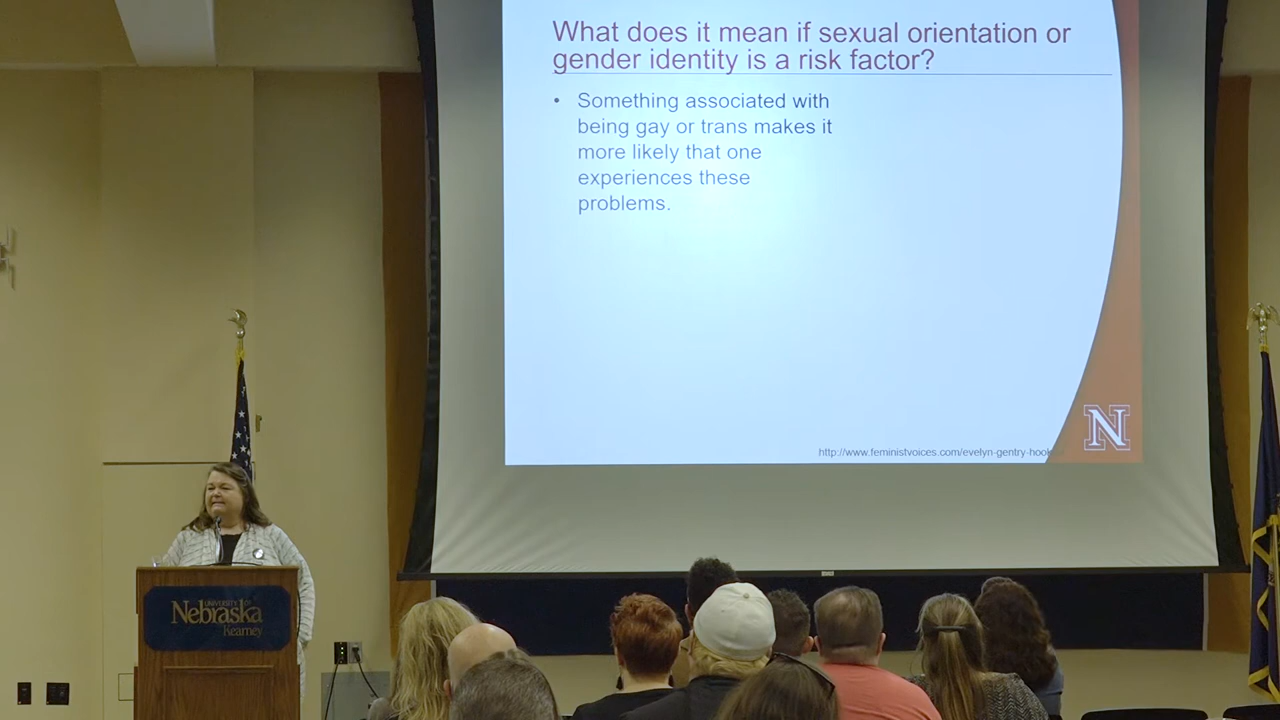 What does it mean if sexual orientation or
gender identity is a risk factor?
• Something associated with
being gay or trans makes it
more likely that one
experiences these
problems.
http://www.feministvoices.com/evelyn-gentry-hook
N
UNIVERSITY OF
Nebraska
Kearney